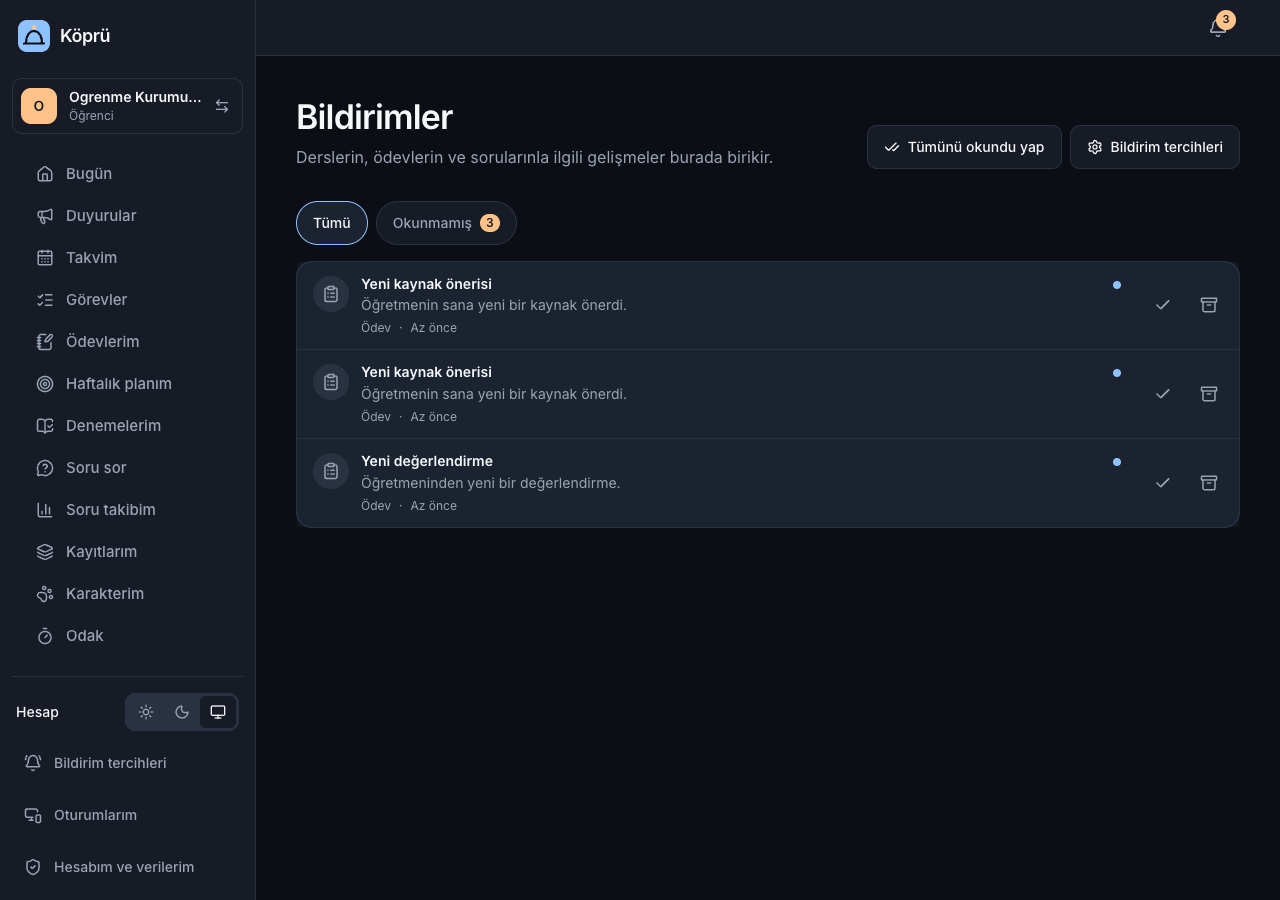 Köprü
O
Ogrenme Kurumu...
Öğrenci
Bugün
Duyurular
Takvim
Görevler
Ödevlerim
Haftalık planım
Denemelerim
Soru sor
Soru takibim
Kayıtlarım
Karakterim
Odak
Hesap
Bildirim tercihleri
Oturumlarım
Hesabım ve verilerim
3
Bildirimler
Derslerin, ödevlerin ve sorularınla ilgili gelişmeler burada birikir.
Tümünü okundu yap
Bildirim tercihleri
Tümü
Okunmamış 3
Yeni kaynak önerisi
Öğretmenin sana yeni bir kaynak önerdi.
Ödev · Az önce
Yeni kaynak önerisi
Öğretmenin sana yeni bir kaynak önerdi.
Ödev · Az önce
Yeni değerlendirme
Öğretmeninden yeni bir değerlendirme.
Ödev · Az önce